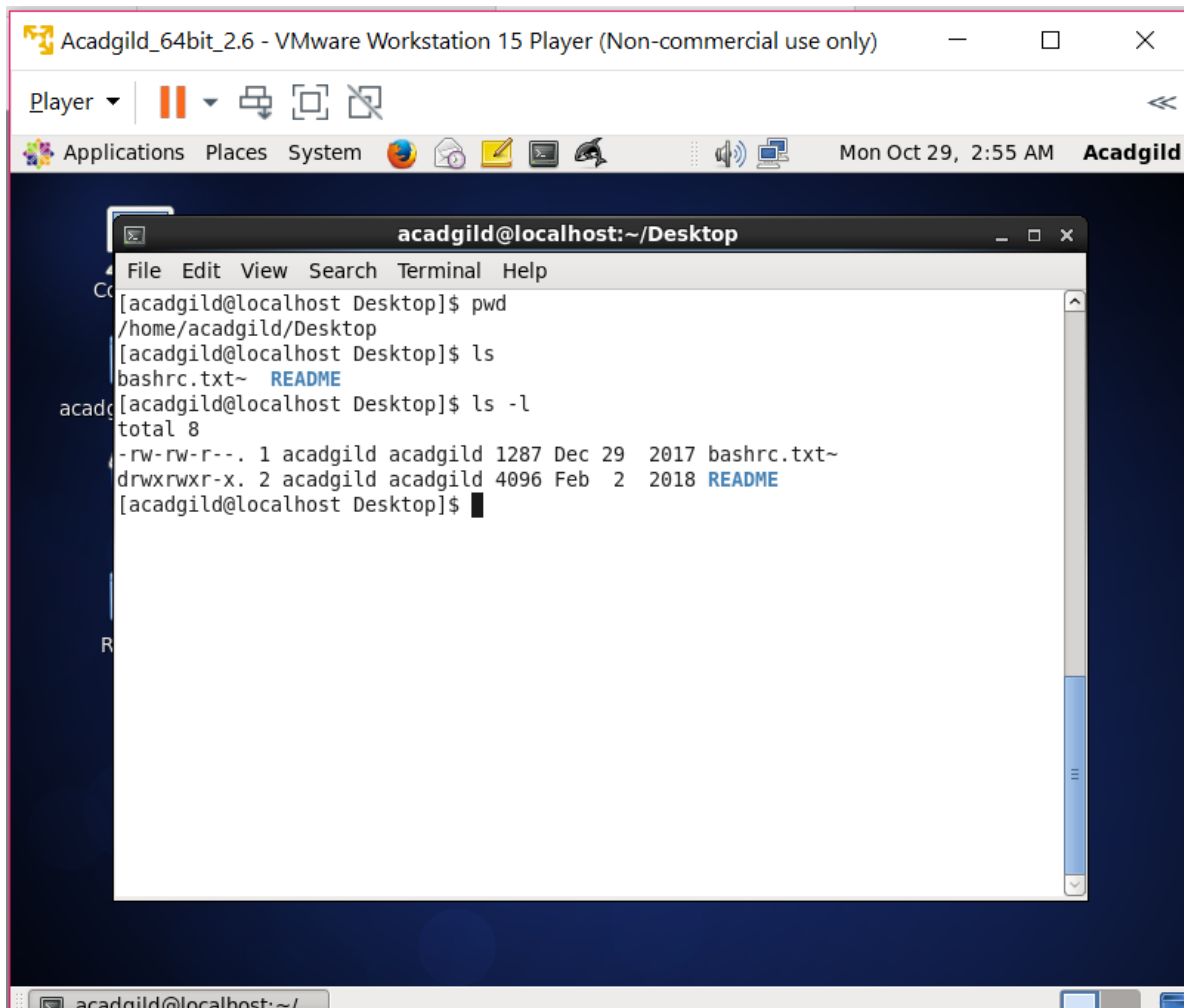 Acadgild_64bit_2.6 - VMware Workstation 15 Player (Non-commercial use only)
Player
Applications Places System Mon Oct 29, 2:55 AM Acadgild
acadgild@localhost:~/Desktop
File Edit View Search Terminal Help
[acadgild@localhost Desktop]$ pwd
/home/acadgild/Desktop
[acadgild@localhost Desktop]$ ls
bashrc.txt~  README
[acadgild@localhost Desktop]$ ls -l
total 8
-rw-rw-r--. 1 acadgild acadgild 1287 Dec 29  2017 bashrc.txt~
drwxrwxr-x. 2 acadgild acadgild 4096 Feb  2  2018 README
[acadgild@localhost Desktop]$
acadgild@localhost:~/...